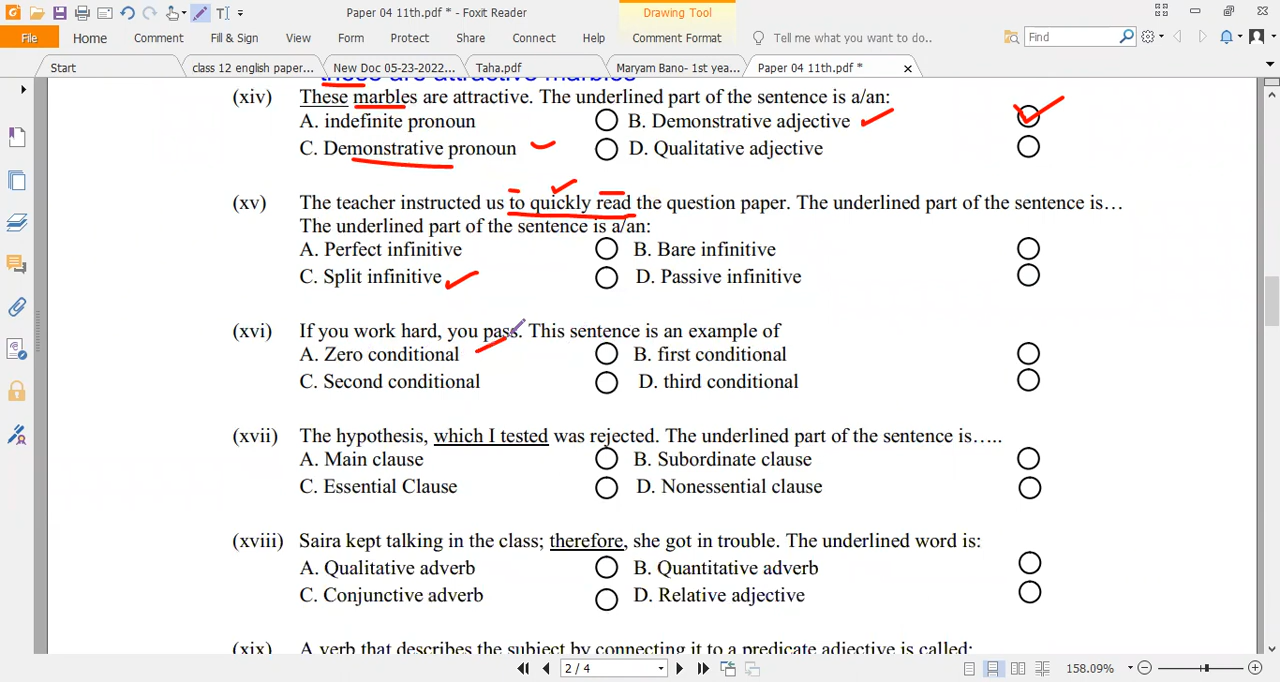 Paper 04 11th.pdf * - Foxit Reader
Drawing Tool
File Home Comment Fill & Sign View Form Protect Share Connect Help Comment Format Tell me what you want to do.. Find
Start class 12 english paper... New Doc 05-23-2022... Taha.pdf Maryam Bano- 1st yea... Paper 04 11th.pdf *
these are attractive marbles
(xiv) These marbles are attractive. The underlined part of the sentence is a/an:
A. indefinite pronoun B. Demonstrative adjective
C. Demonstrative pronoun D. Qualitative adjective
(xv) The teacher instructed us to quickly read the question paper. The underlined part of the sentence is…
The underlined part of the sentence is a/an:
A. Perfect infinitive B. Bare infinitive
C. Split infinitive D. Passive infinitive
(xvi) If you work hard, you pass. This sentence is an example of
A. Zero conditional B. first conditional
C. Second conditional D. third conditional
(xvii) The hypothesis, which I tested was rejected. The underlined part of the sentence is…..
A. Main clause B. Subordinate clause
C. Essential Clause D. Nonessential clause
(xviii) Saira kept talking in the class; therefore, she got in trouble. The underlined word is:
A. Qualitative adverb B. Quantitative adverb
C. Conjunctive adverb D. Relative adjective
(xix) A verb that describes the subject by connecting it to a predicate adjective is called:
2 / 4 158.09%